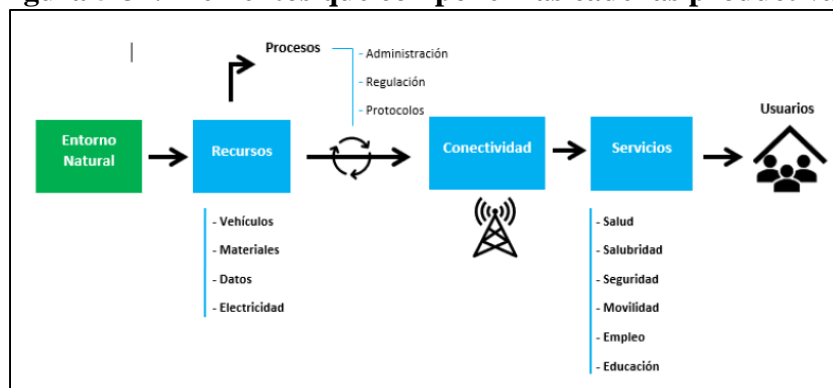 Procesos
- Administración
- Regulación
- Protocolos
Usuarios
Entorno
Natural
Recursos
Conectividad
Servicios
- Vehículos
- Materiales
- Datos
- Electricidad
- Salud
- Salubridad
- Seguridad
- Movilidad
- Empleo
- Educación